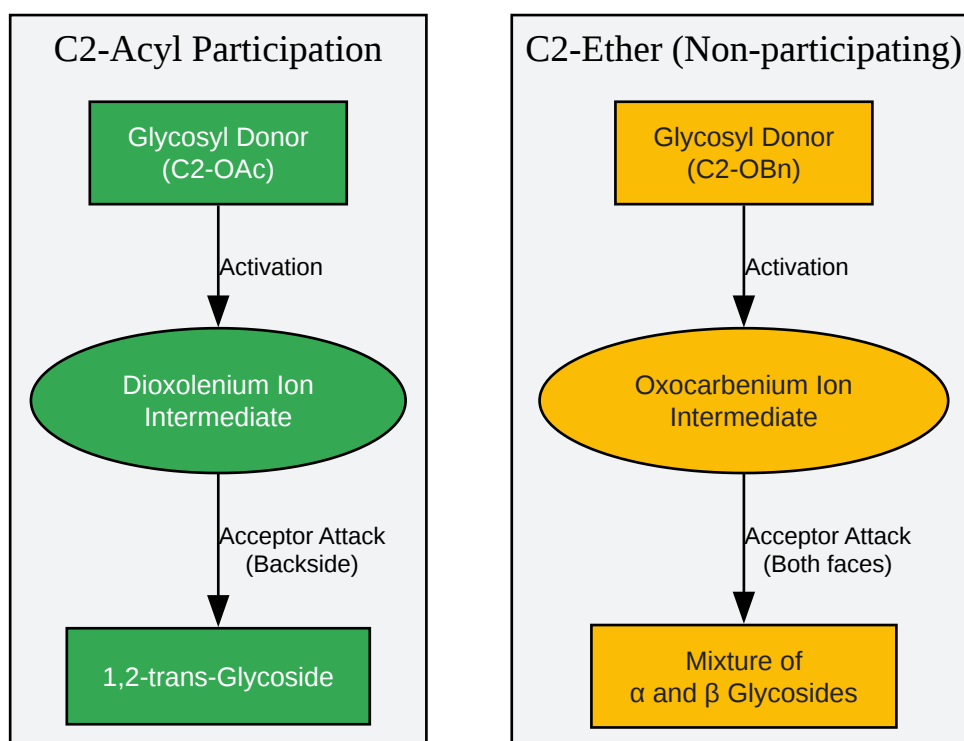 C2-Acyl Participation
Glycosyl Donor
(C2-OAc)
Activation
Dioxolenium Ion
Intermediate
Acceptor Attack
(Backside)
1,2-trans-Glycoside
C2-Ether (Non-participating)
Glycosyl Donor
(C2-OBn)
Activation
Oxocarbenium Ion
Intermediate
Acceptor Attack
(Both faces)
Mixture of
α and β Glycosides